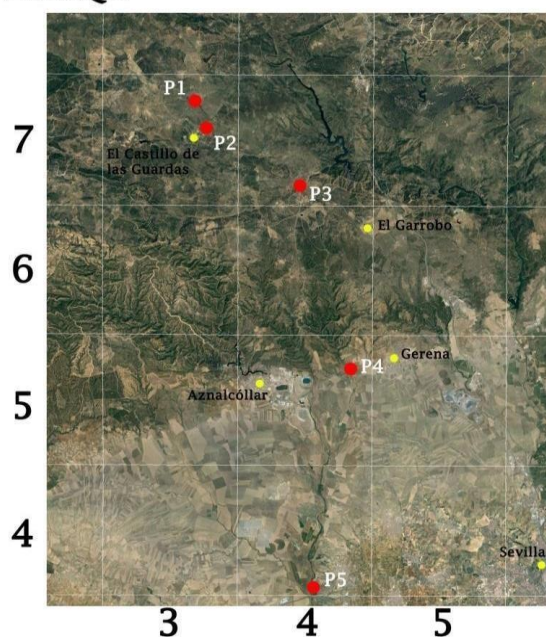 P1
7
P2
El Castillo de
las Guardas
P3
El Garrobo
6
Gerena
P4
Aznalcóllar
5
4
Sevilla
P5
3 4 5